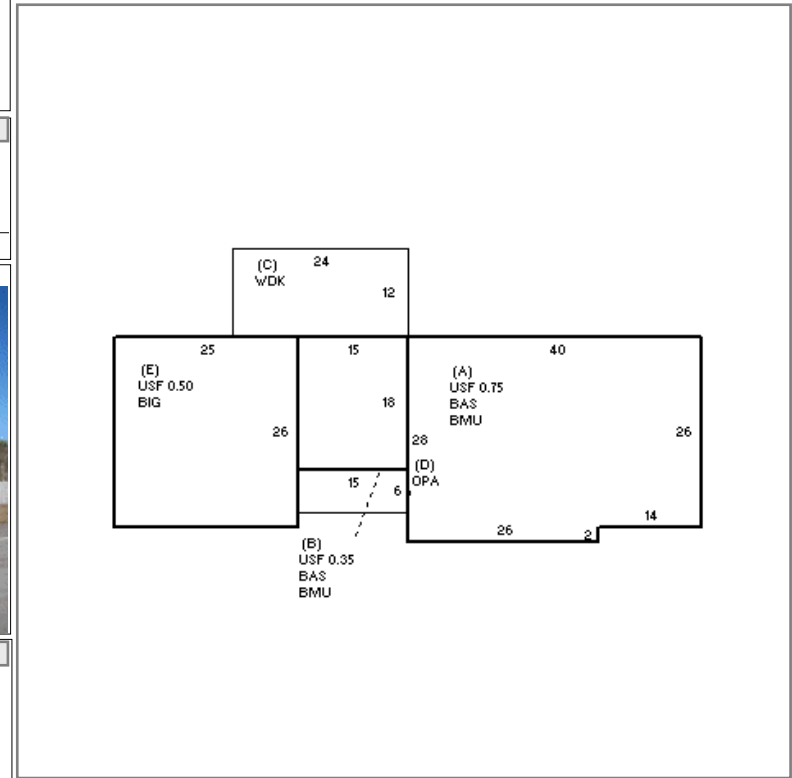 (C)
WDK
24
12
25
15
40
(E)
USF 0.50
BIG
(A)
USF 0.75
BAS
BMU
18
26
28
26
(D)
OPA
15
6
14
26
2
(B)
USF 0.35
BAS
BMU